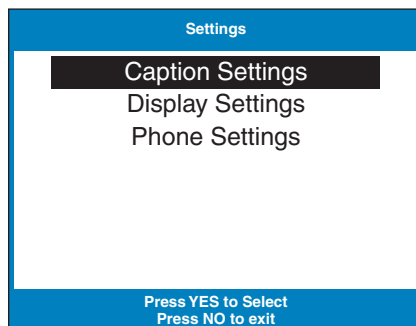 Settings
Caption Settings
Display Settings
Phone Settings
Press YES to Select
Press NO to exit